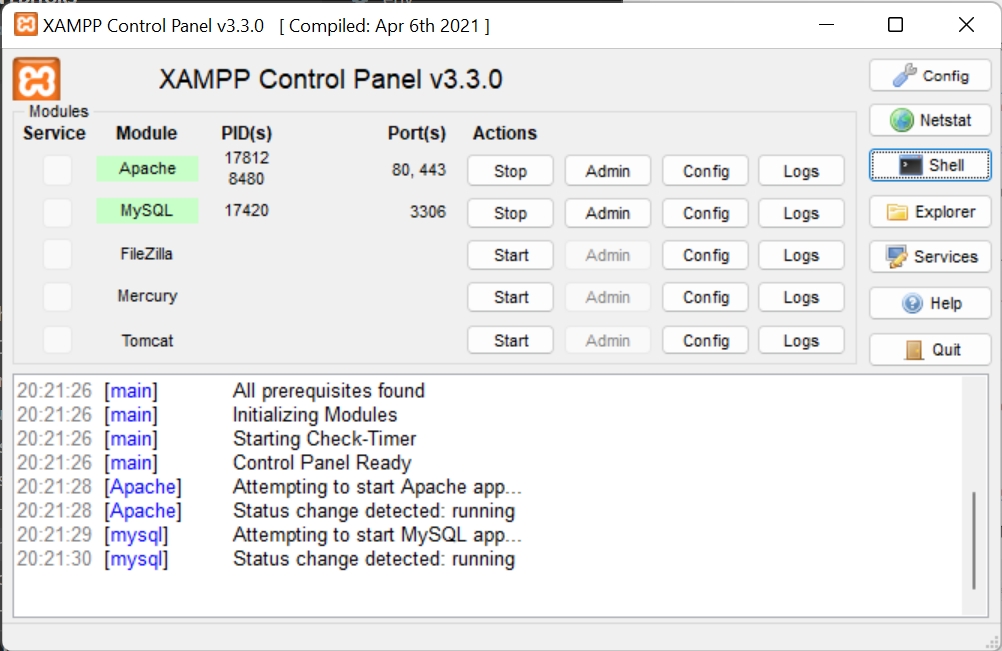 XAMPP Control Panel v3.3.0 [ Compiled: Apr 6th 2021 ]
XAMPP Control Panel v3.3.0
Config
Modules
Service Module PID(s) Port(s) Actions
Netstat
Apache 17812 8480 80, 443 Stop Admin Config Logs
Shell
MySQL 17420 3306 Stop Admin Config Logs
Explorer
FileZilla Start Admin Config Logs
Services
Mercury Start Admin Config Logs
Help
Tomcat Start Admin Config Logs
Quit
20:21:26 [main] All prerequisites found
20:21:26 [main] Initializing Modules
20:21:26 [main] Starting Check-Timer
20:21:26 [main] Control Panel Ready
20:21:28 [Apache] Attempting to start Apache app...
20:21:28 [Apache] Status change detected: running
20:21:29 [mysql] Attempting to start MySQL app...
20:21:30 [mysql] Status change detected: running